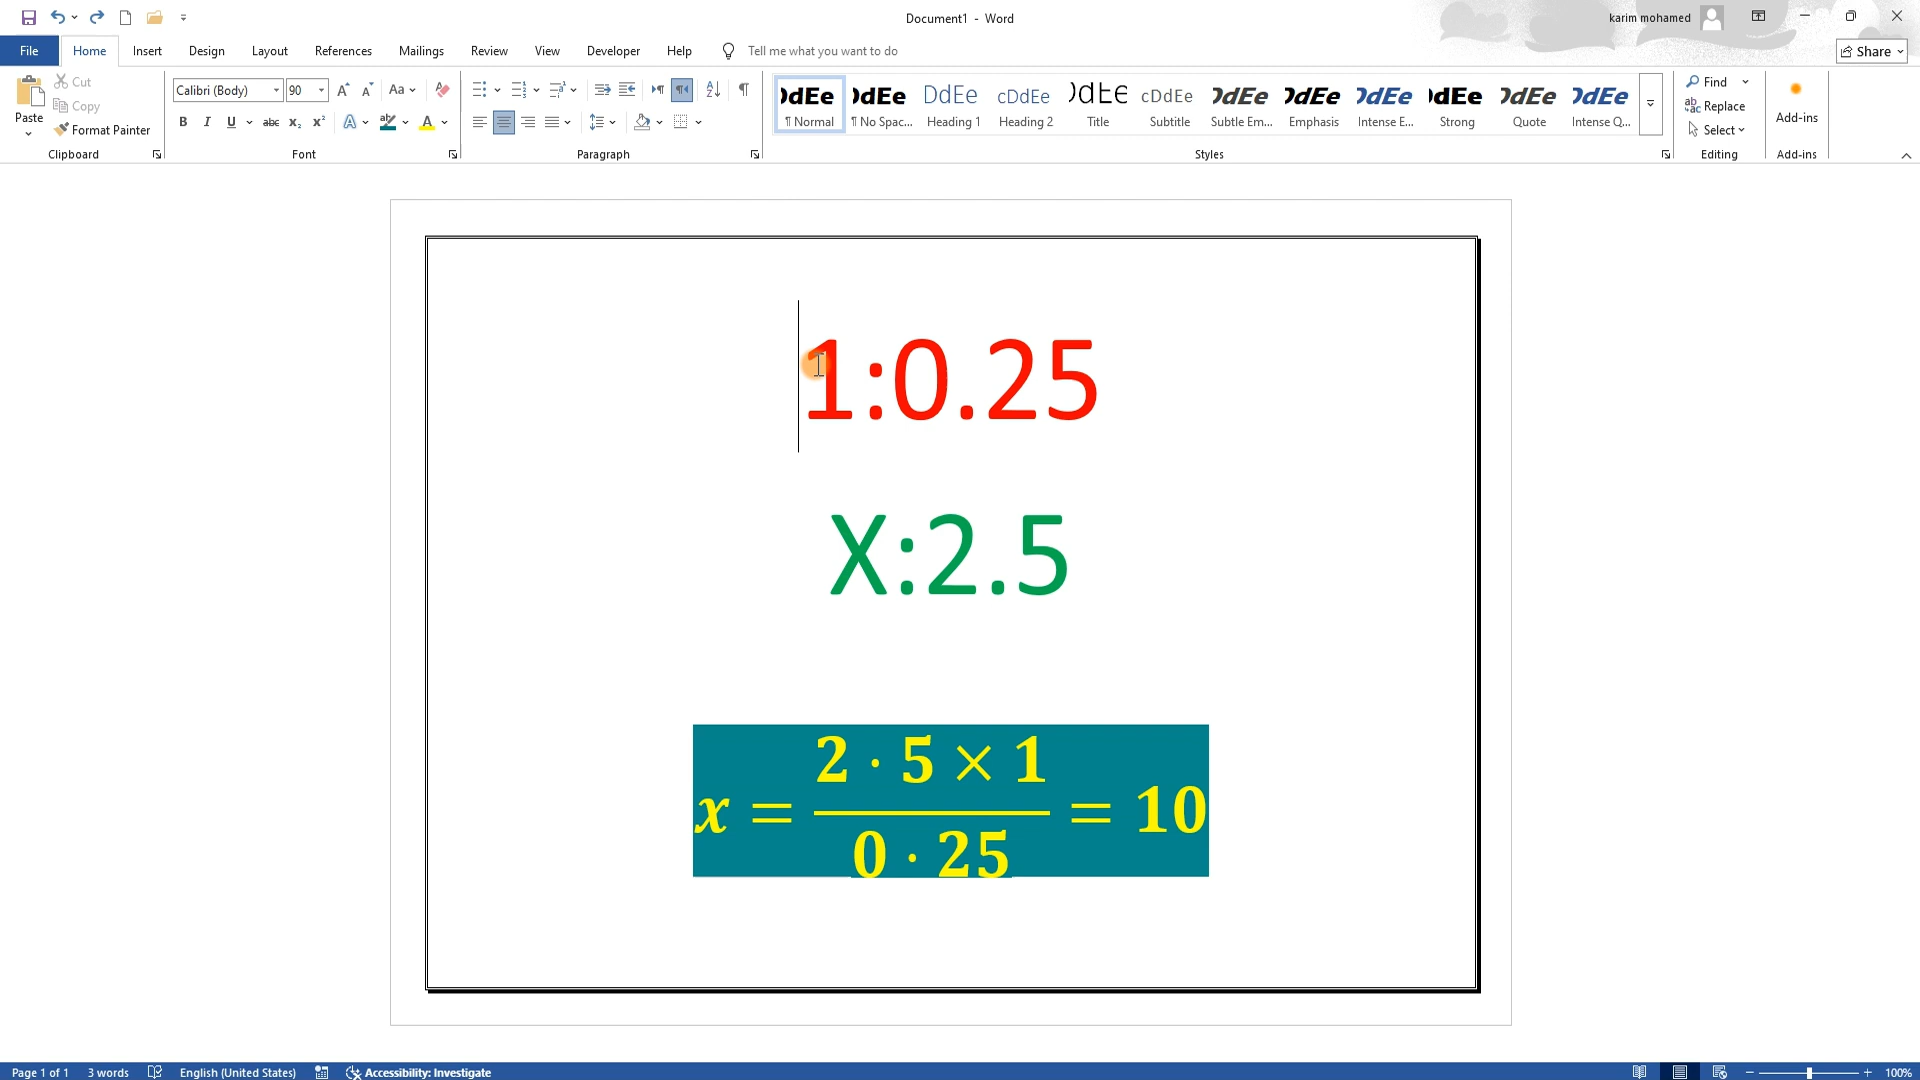 Document1 - Word
karim mohamed
File Home Insert Design Layout References Mailings Review View Developer Help Tell me what you want to do
Share
Paste
Cut
Copy
Format Painter
Clipboard
Calibri (Body) 90
Font
Paragraph
¶ Normal
¶ No Spac...
Heading 1
Heading 2
Title
Subtitle
Subtle Em...
Emphasis
Intense E...
Strong
Quote
Intense Q...
Styles
Find
Replace
Select
Editing
Add-ins
Add-ins
1:0.25
X:2.5
x = 2 · 5 × 1 / 0 · 25 = 10
Page 1 of 1 3 words English (United States) Accessibility: Investigate 100%